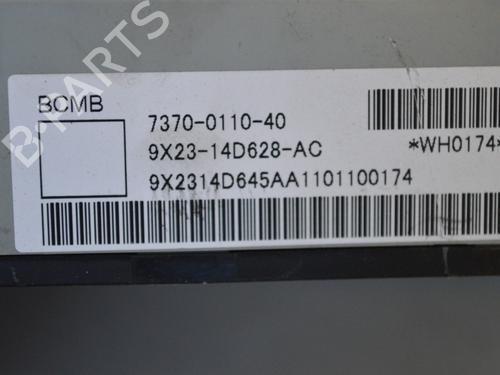 B-PARTS
BCMB
7370-0110-40
9X23-14D628-AC
*WH0174*
9X2314D645AA1101100174